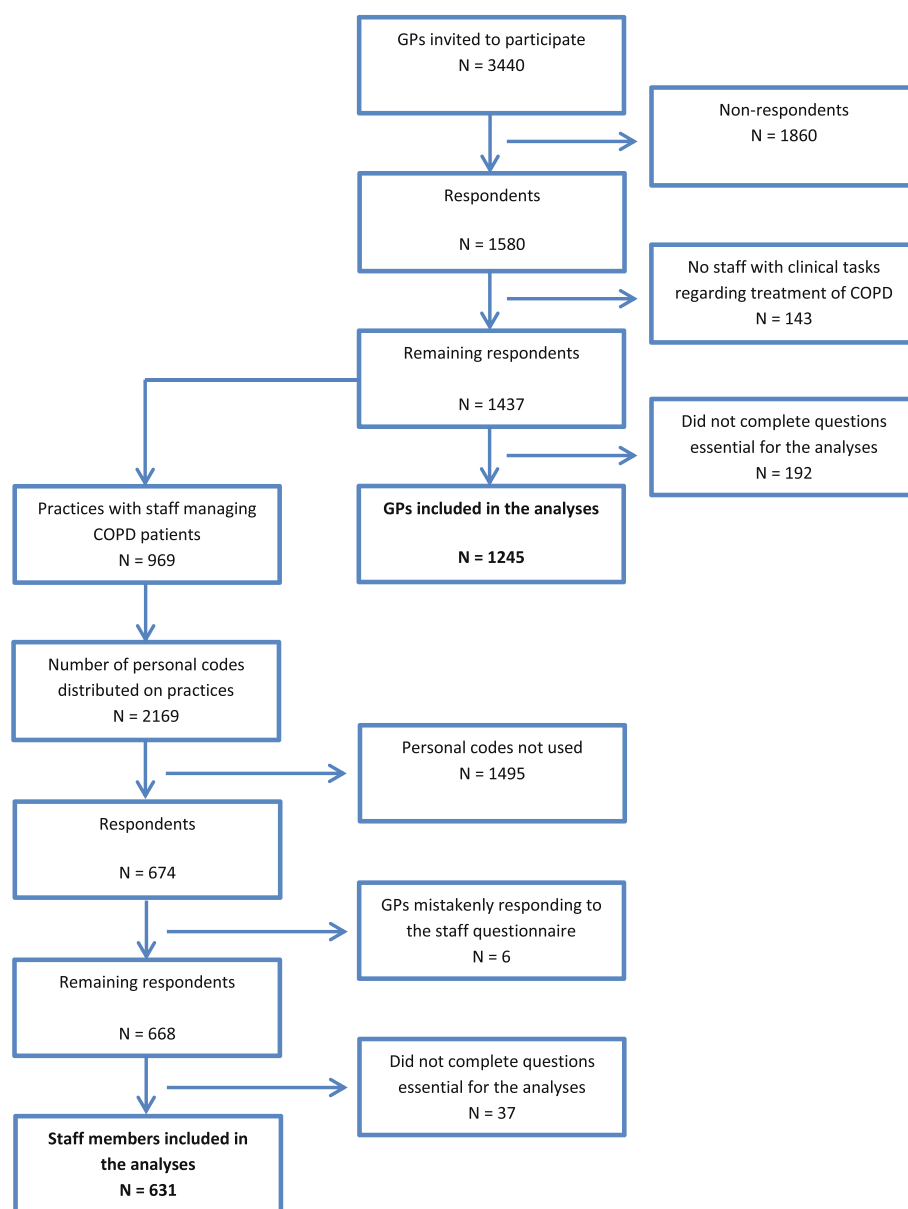 GPs invited to participate
N = 3440
Non-respondents
N = 1860
Respondents
N = 1580
No staff with clinical tasks
regarding treatment of COPD
N = 143
Remaining respondents
N = 1437
Did not complete questions
essential for the analyses
N = 192
GPs included in the analyses
N = 1245
Practices with staff managing
COPD patients
N = 969
Number of personal codes
distributed on practices
N = 2169
Personal codes not used
N = 1495
Respondents
N = 674
GPs mistakenly responding to
the staff questionnaire
N = 6
Remaining respondents
N = 668
Did not complete questions
essential for the analyses
N = 37
Staff members included in
the analyses
N = 631